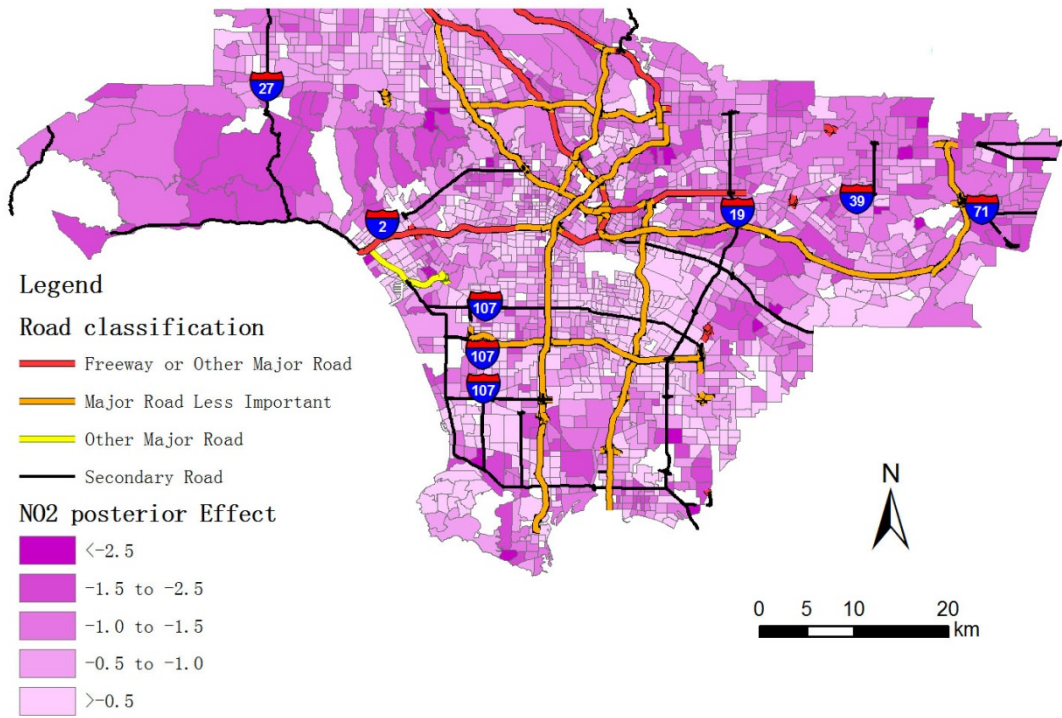 27
2
19
39
71
107
107
107
Legend
Road classification
Freeway or Other Major Road
Major Road Less Important
Other Major Road
Secondary Road
NO2 posterior Effect
<-2.5
-1.5 to -2.5
-1.0 to -1.5
-0.5 to -1.0
>-0.5
N
0 5 10 20
km